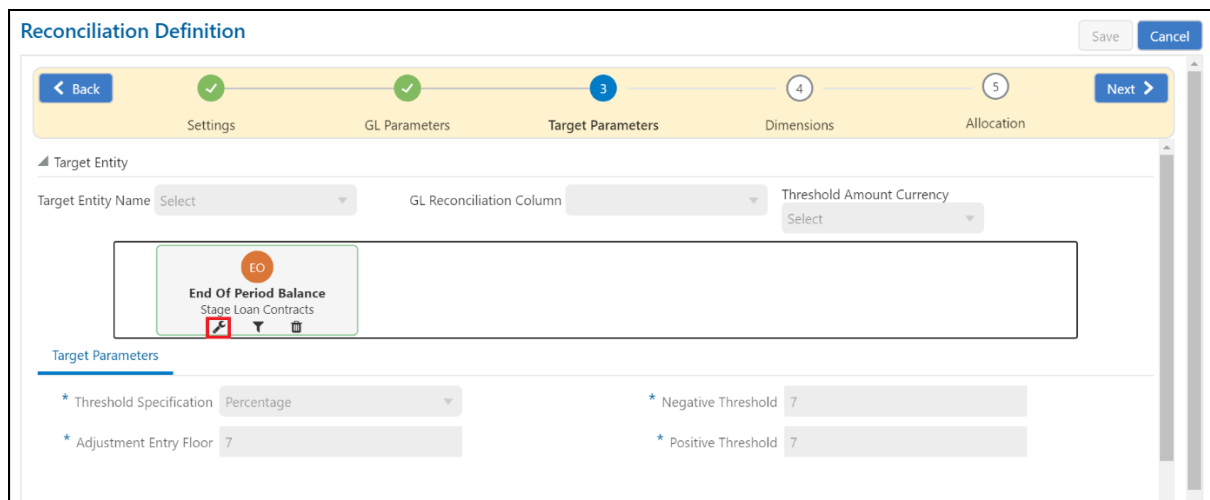 Reconciliation Definition
Save
Cancel
Back
3
4
5
Next
Settings
GL Parameters
Target Parameters
Dimensions
Allocation
Target Entity
Target Entity Name Select
GL Reconciliation Column
Threshold Amount Currency
Select
EO
End Of Period Balance
Stage Loan Contracts
Target Parameters
* Threshold Specification Percentage
* Negative Threshold 7
* Adjustment Entry Floor 7
* Positive Threshold 7